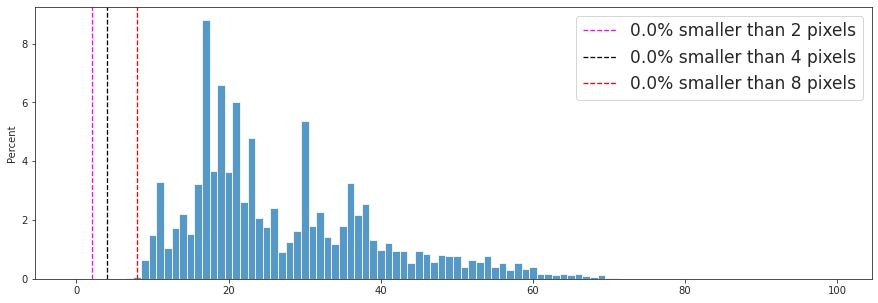 0.0% smaller than 2 pixels
0.0% smaller than 4 pixels
0.0% smaller than 8 pixels
Percent
8
6
4
2
0
0 20 40 60 80 100